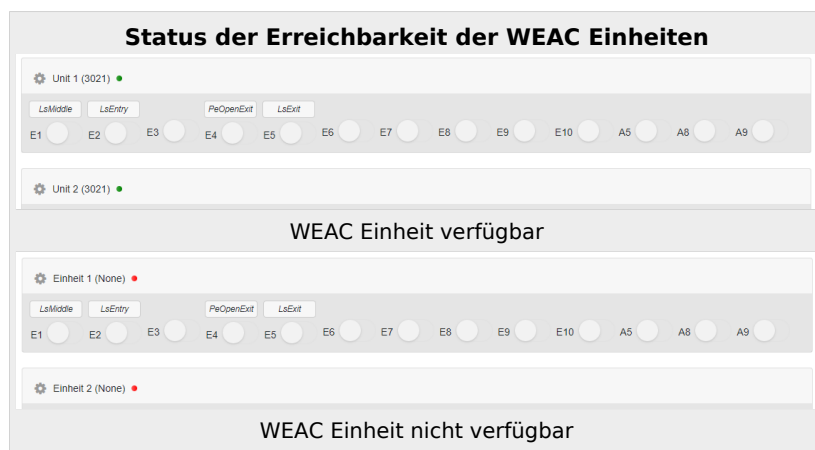 Status der Erreichbarkeit der WEAC Einheiten
Unit 1 (3021)
LsMiddle LsEntry PeOpenExit LsExit
E1 E2 E3 E4 E5 E6 E7 E8 E9 E10 A5 A8 A9
Unit 2 (3021)
WEAC Einheit verfügbar
Einheit 1 (None)
LsMiddle LsEntry PeOpenExit LsExit
E1 E2 E3 E4 E5 E6 E7 E8 E9 E10 A5 A8 A9
Einheit 2 (None)
WEAC Einheit nicht verfügbar